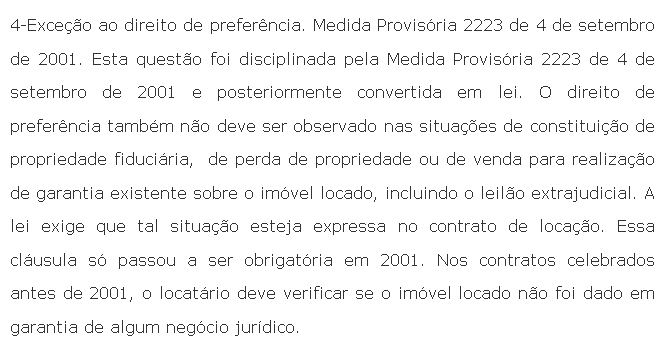 4-Exceção ao direito de preferência. Medida Provisória 2223 de 4 de setembro
de 2001. Esta questão foi disciplinada pela Medida Provisória 2223 de 4 de
setembro de 2001 e posteriormente convertida em lei. O direito de
preferência também não deve ser observado nas situações de constituição de
propriedade fiduciária, de perda de propriedade ou de venda para realização
de garantia existente sobre o imóvel locado, incluindo o leilão extrajudicial. A
lei exige que tal situação esteja expressa no contrato de locação. Essa
cláusula só passou a ser obrigatória em 2001. Nos contratos celebrados
antes de 2001, o locatário deve verificar se o imóvel locado não foi dado em
garantia de algum negócio jurídico.